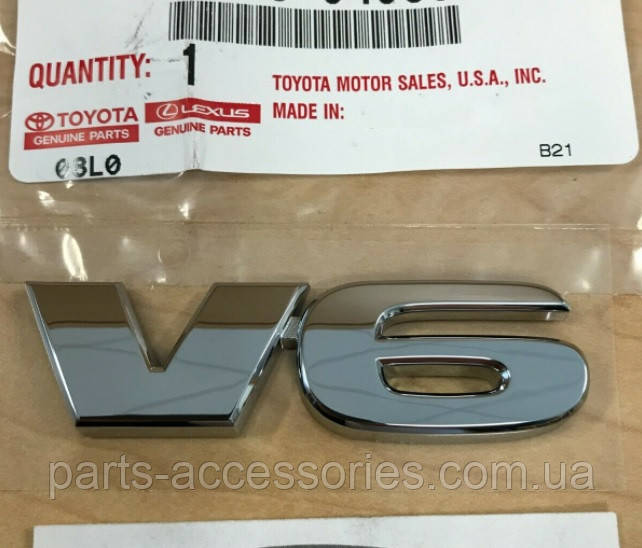 QUANTITY: 1
TOYOTA MOTOR SALES, U.S.A., INC.
MADE IN:
TOYOTA
GENUINE PARTS
LEXUS
GENUINE PARTS
08L0
B21
V6
parts-accessories.com.ua